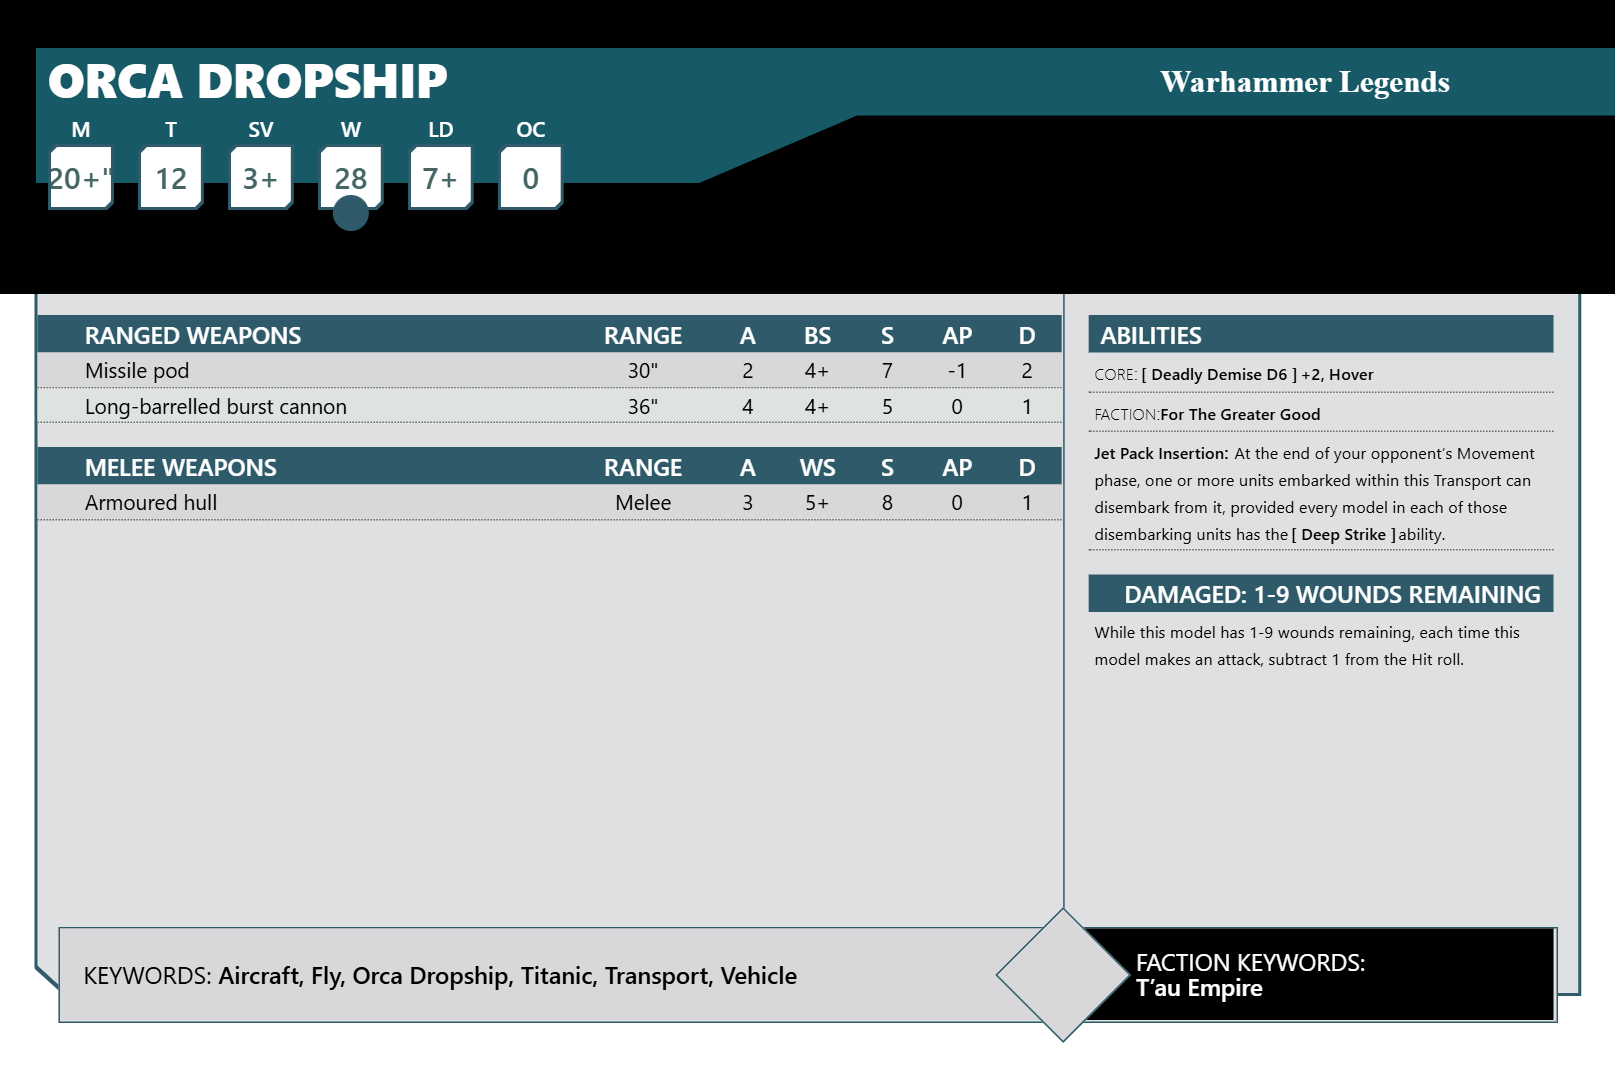 ORCA DROPSHIP
Warhammer Legends
M T SV W LD OC
20+" 12 3+ 28 7+ 0
RANGED WEAPONS RANGE A BS S AP D
Missile pod 30" 2 4+ 7 -1 2
Long-barrelled burst cannon 36" 4 4+ 5 0 1
MELEE WEAPONS RANGE A WS S AP D
Armoured hull Melee 3 5+ 8 0 1
ABILITIES
CORE: [ Deadly Demise D6 ] +2, Hover
FACTION:For The Greater Good
Jet Pack Insertion: At the end of your opponent’s Movement
phase, one or more units embarked within this Transport can
disembark from it, provided every model in each of those
disembarking units has the [ Deep Strike ] ability.
DAMAGED: 1-9 WOUNDS REMAINING
While this model has 1-9 wounds remaining, each time this
model makes an attack, subtract 1 from the Hit roll.
KEYWORDS: Aircraft, Fly, Orca Dropship, Titanic, Transport, Vehicle
FACTION KEYWORDS:
T’au Empire